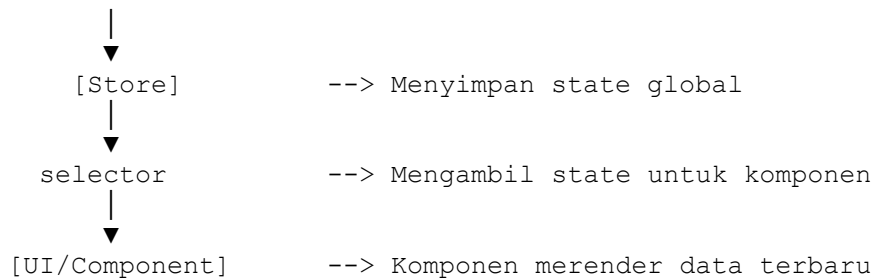 [Store] --> Menyimpan state global
selector --> Mengambil state untuk komponen
[UI/Component] --> Komponen merender data terbaru